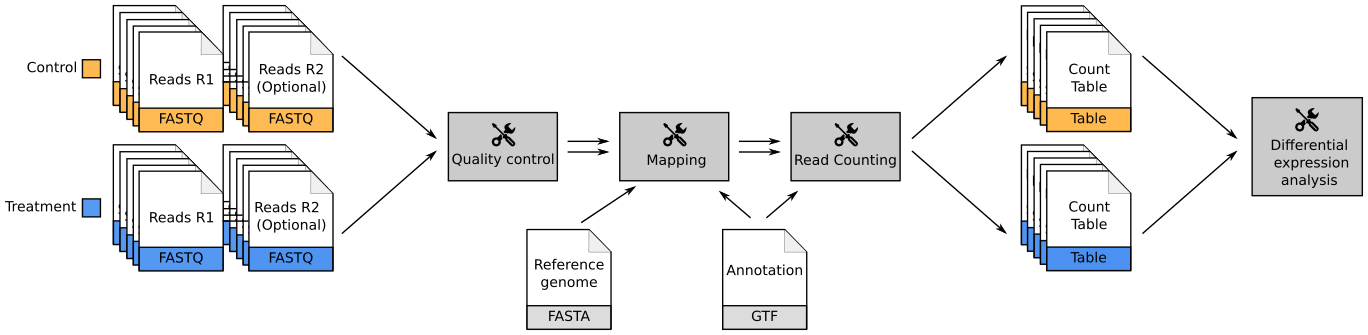 Control
Reads R1
FASTQ
Reads R2
(Optional)
FASTQ
Treatment
Reads R1
FASTQ
Reads R2
(Optional)
FASTQ
Quality control
Mapping
Read Counting
Reference
genome
FASTA
Annotation
GTF
Count
Table
Table
Count
Table
Table
Differential
expression
analysis